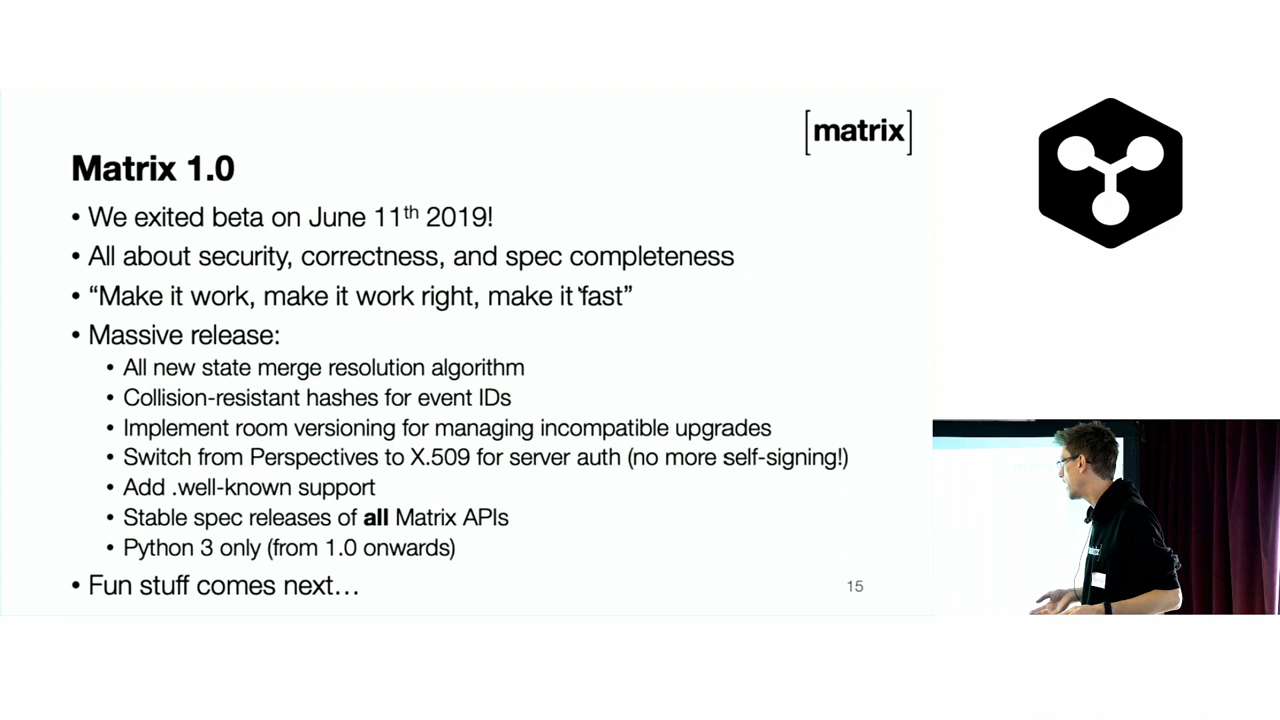 [matrix]
Matrix 1.0
• We exited beta on June 11th 2019!
• All about security, correctness, and spec completeness
• “Make it work, make it work right, make it fast”
• Massive release:
• All new state merge resolution algorithm
• Collision-resistant hashes for event IDs
• Implement room versioning for managing incompatible upgrades
• Switch from Perspectives to X.509 for server auth (no more self-signing!)
• Add .well-known support
• Stable spec releases of all Matrix APIs
• Python 3 only (from 1.0 onwards)
• Fun stuff comes next…
15